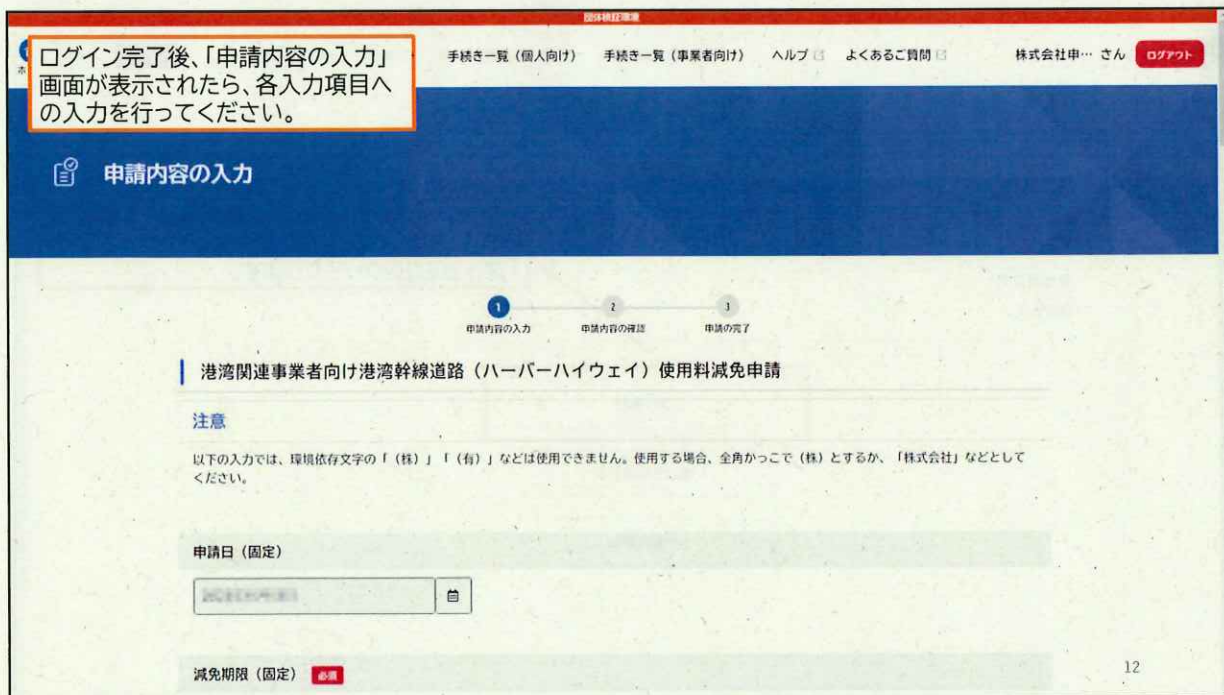 団体検証環境
ログイン完了後、「申請内容の入力」
画面が表示されたら、各入力項目へ
の入力を行ってください。
手続き一覧（個人向け） 手続き一覧（事業者向け） ヘルプ よくあるご質問 株式会社申… さん ログアウト
申請内容の入力
1 2 3
申請内容の入力 申請内容の確認 申請の完了
港湾関連事業者向け港湾幹線道路（ハーバーハイウェイ）使用料減免申請
注意
以下の入力では、環境依存文字の「（株）」「（有）」などは使用できません。使用する場合、全角かっこで（株）とするか、「株式会社」などとして
ください。
申請日（固定）
減免期限（固定） 必須
12